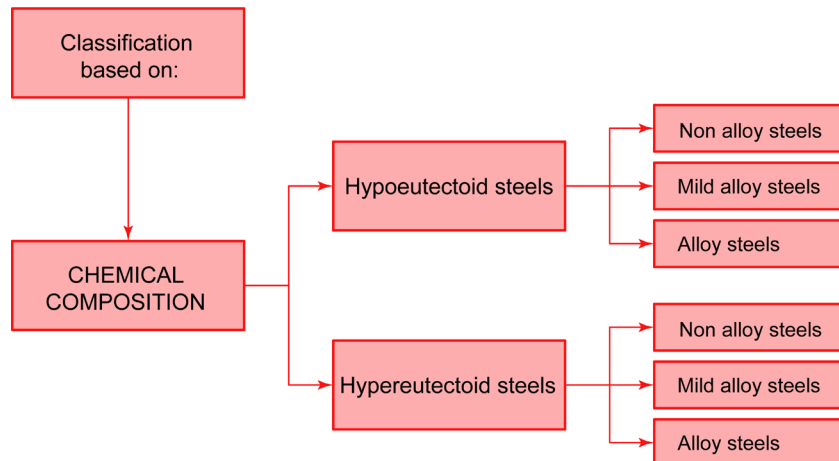 Classification
based on:
CHEMICAL
COMPOSITION
Hypoeutectoid steels
Non alloy steels
Mild alloy steels
Alloy steels
Hypereutectoid steels
Non alloy steels
Mild alloy steels
Alloy steels